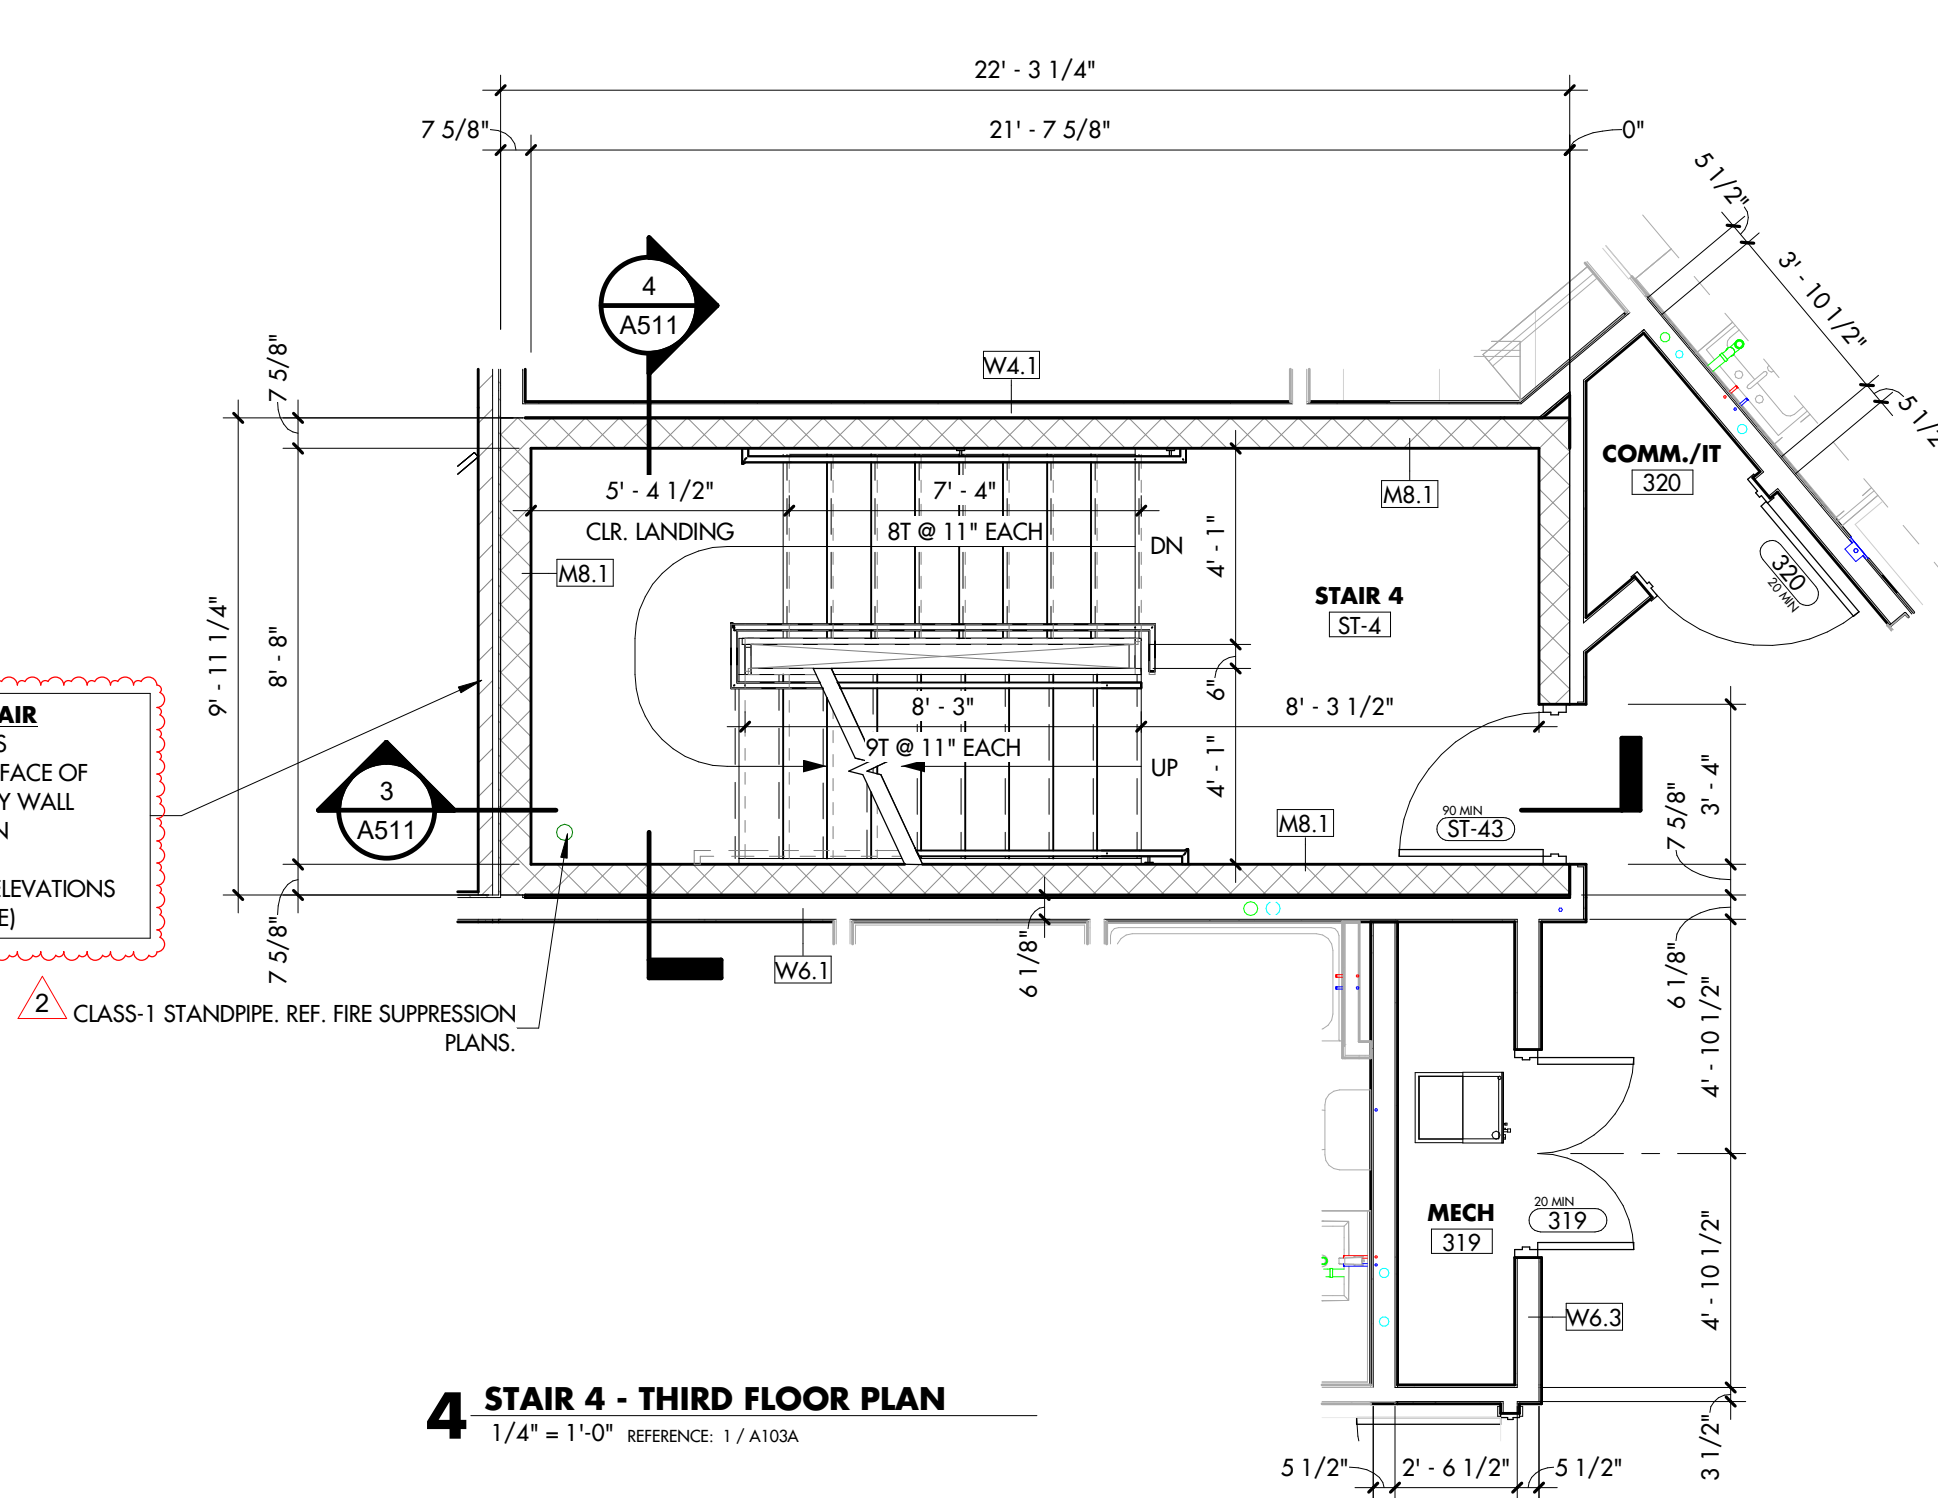 22' - 3 1/4"
7 5/8"
21' - 7 5/8"
0"
5 1/2"
3' - 10 1/2"
5 1/2"
4
A511
7 5/8"
W4.1
COMM./IT
320
M8.1
5' - 4 1/2"
7' - 4"
CLR. LANDING
8T @ 11" EACH
DN
4' - 1"
M8.1
320
20 MIN
STAIR 4
ST-4
9' - 11 1/4"
8' - 8"
6"
8' - 3"
8' - 3 1/2"
9T @ 11" EACH
UP
4' - 1"
AIR
S
FACE OF
Y WALL
N
ELEVATIONS
E)
3
A511
M8.1
90 MIN
ST-43
3' - 4"
7 5/8"
7 5/8"
W6.1
6 1/8"
6 1/8"
2
CLASS-1 STANDPIPE. REF. FIRE SUPPRESSION
PLANS.
4' - 10 1/2"
MECH
319
20 MIN
319
4' - 10 1/2"
W6.3
4
STAIR 4 - THIRD FLOOR PLAN
1/4" = 1'-0"
REFERENCE: 1 / A103A
3 1/2"
5 1/2"
2' - 6 1/2"
5 1/2"